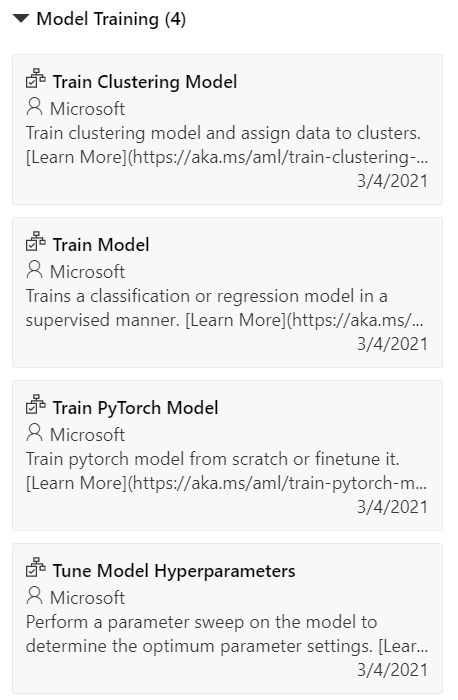 Model Training (4)
Train Clustering Model
Microsoft
Train clustering model and assign data to clusters.
[Learn More](https://aka.ms/aml/train-clustering-...
3/4/2021
Train Model
Microsoft
Trains a classification or regression model in a
supervised manner. [Learn More](https://aka.ms/...
3/4/2021
Train PyTorch Model
Microsoft
Train pytorch model from scratch or finetune it.
[Learn More](https://aka.ms/aml/train-pytorch-m...
3/4/2021
Tune Model Hyperparameters
Microsoft
Perform a parameter sweep on the model to
determine the optimum parameter settings. [Lear...
3/4/2021